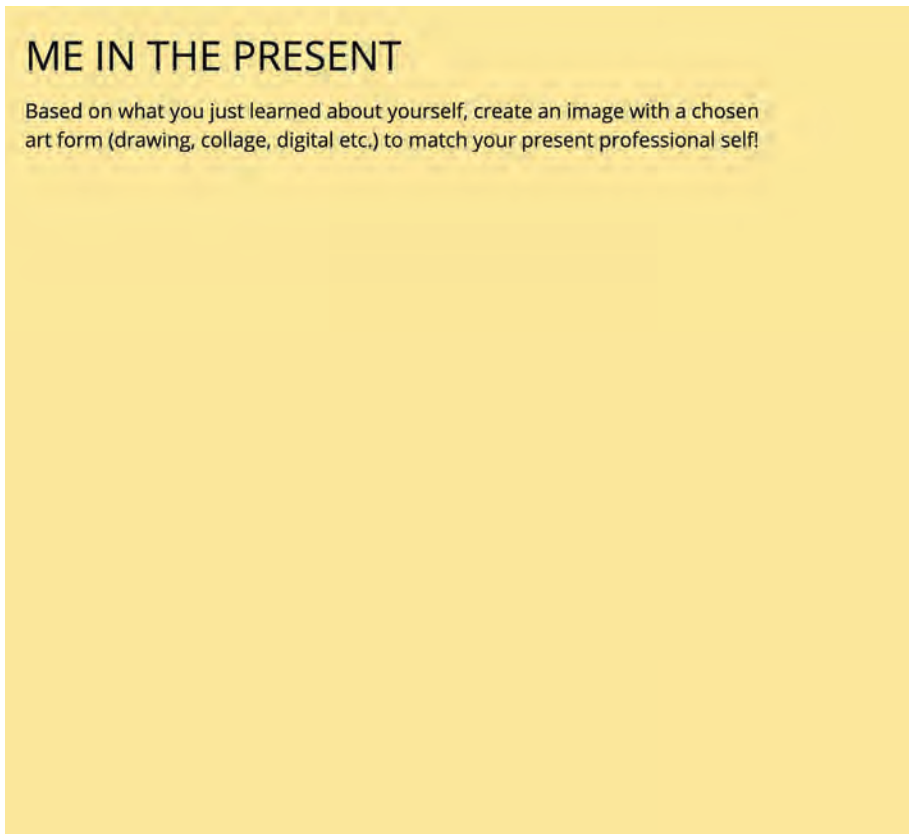 ME IN THE PRESENT
Based on what you just learned about yourself, create an image with a chosen
art form (drawing, collage, digital etc.) to match your present professional self!